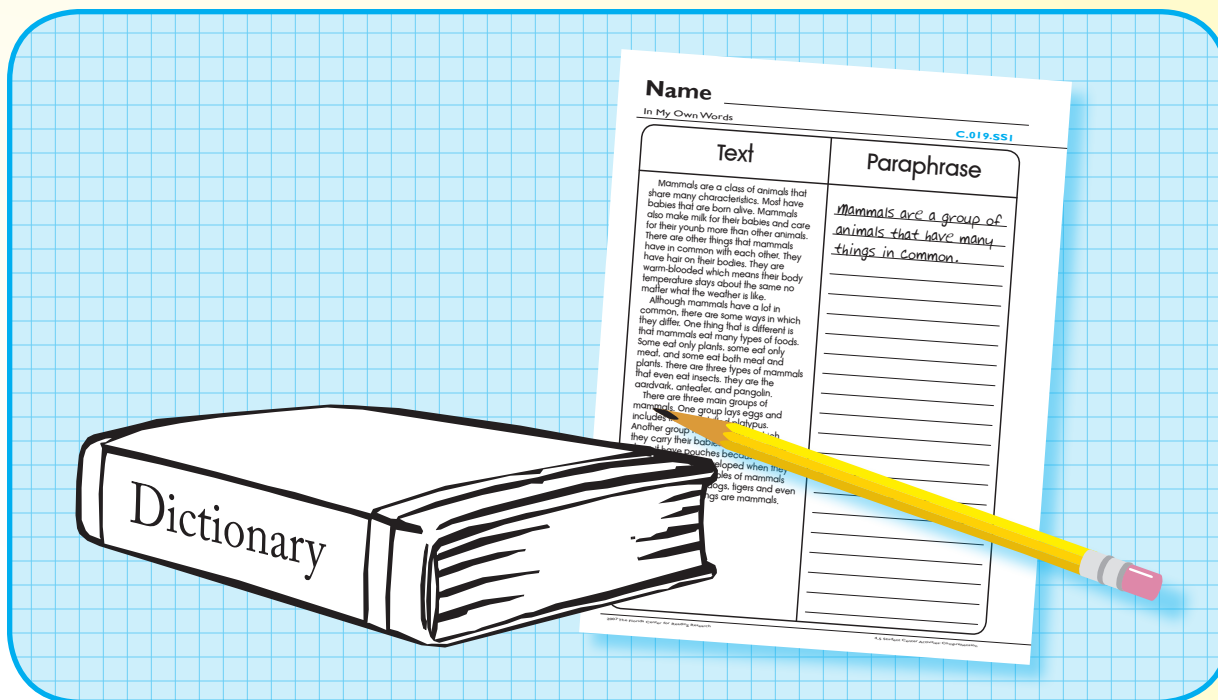 Name
In My Own Words
C.019.SS1
Text
Mammals are a class of animals that
share many characteristics. Most have
babies that are born alive. Mammals
also make milk for their babies and care
for their younb more than other animals.
There are other things that mammals
have in common with each other. They
have hair on their bodies. They are
warm-blooded which means their body
temperature stays about the same no
matter what the weather is like.
Although mammals have a lot in
common, there are some ways in which
they differ. One thing that is different is
that mammals eat many types of foods.
Some eat only plants, some eat only
meat, and some eat both meat and
plants. There are three types of mammals
that even eat insects. They are the
aardvark, anteater, and pangolin.
There are three main groups of
mammals. One group lays eggs and
includes platypus.
Another group
they carry their
have pouches
when they
of mammals
dogs, tigers and even
are mammals.
Paraphrase
Mammals are a group of
animals that have many
things in common.
Dictionary